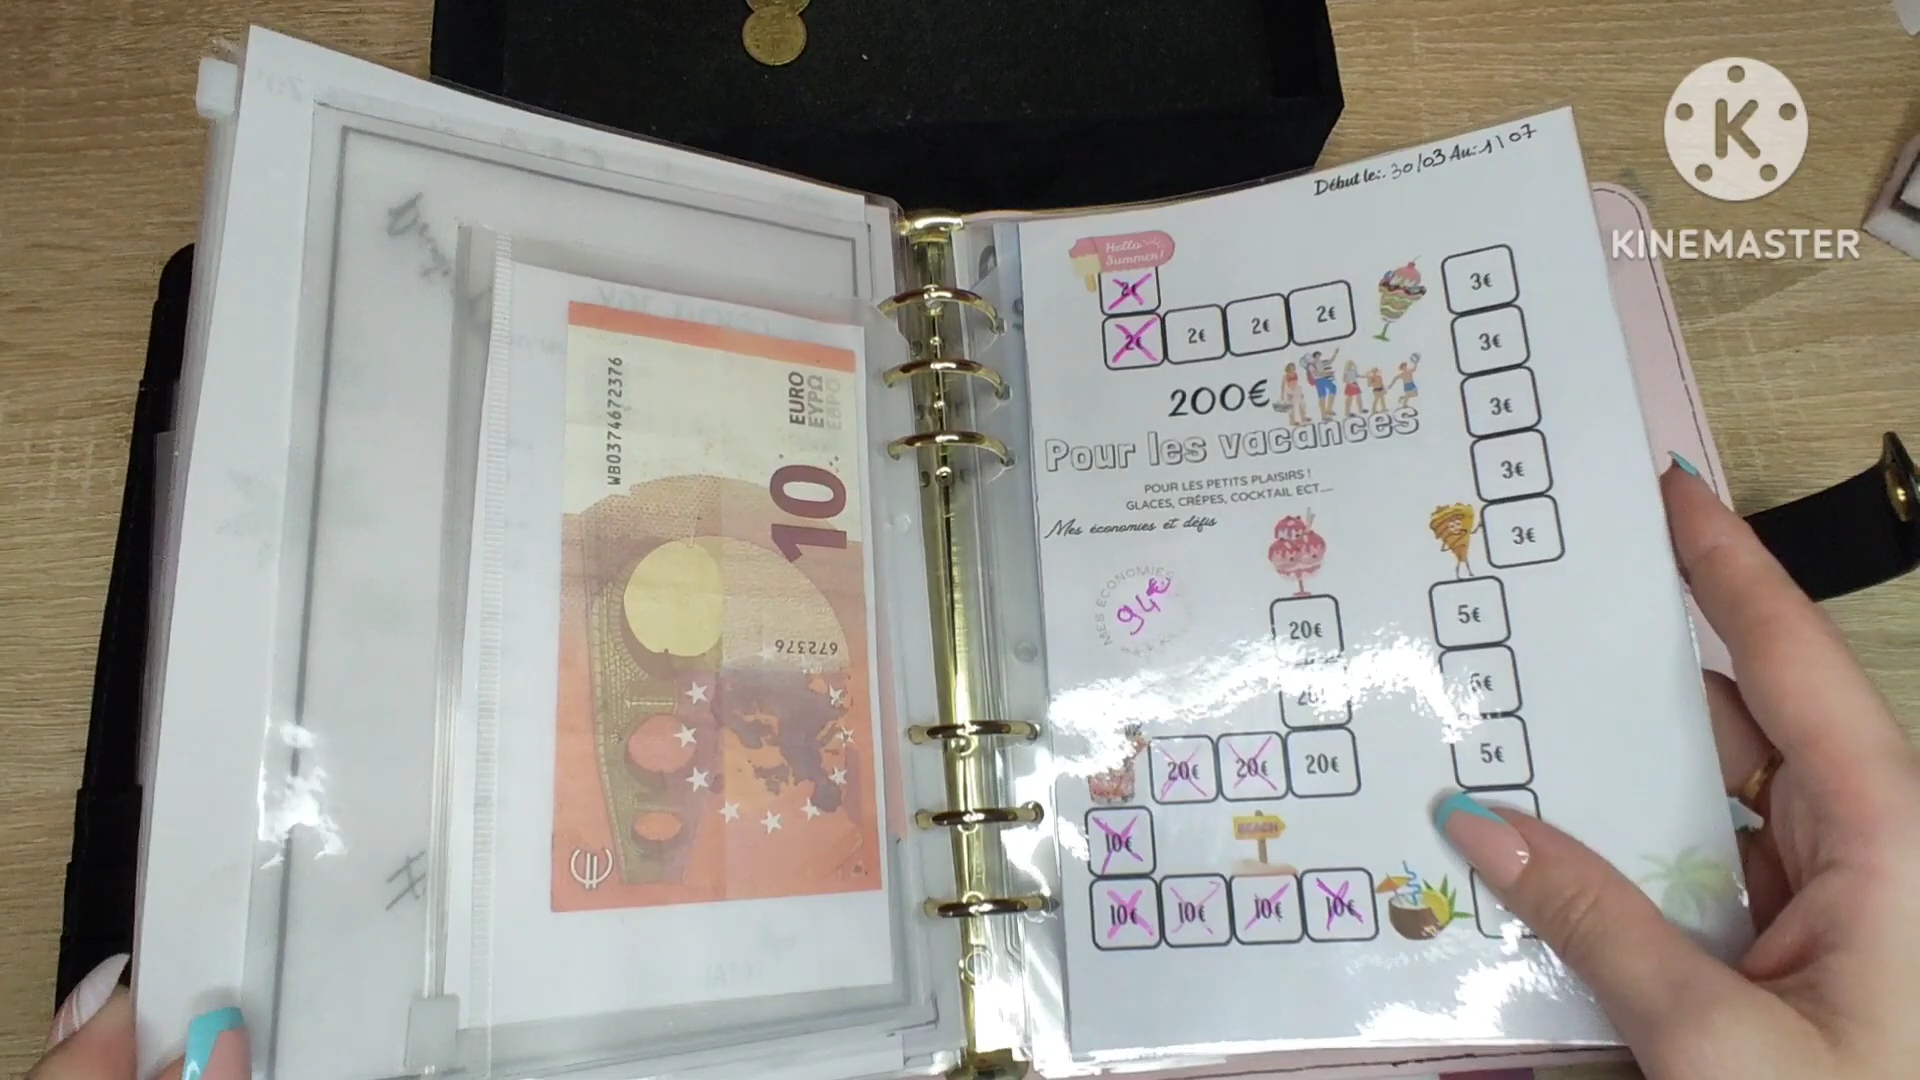 Début le: 30/03 Au: 1/07
K
KINEMASTER
Hello
Summer!
2€
2€ 2€ 2€ 2€
3€
3€
3€
3€
3€
200€
Pour les vacances
POUR LES PETITS PLAISIRS !
GLACES, CRÊPES, COCKTAIL ECT....
Mes économies et défis
MES ECONOMIES
94€
20€
20€ 20€ 20€
5€
5€
5€
BEACH
10€
10€ 10€ 10€ 10€
WB0374672376
EURO
ΕΥΡΩ
ЕВРО
10
672376